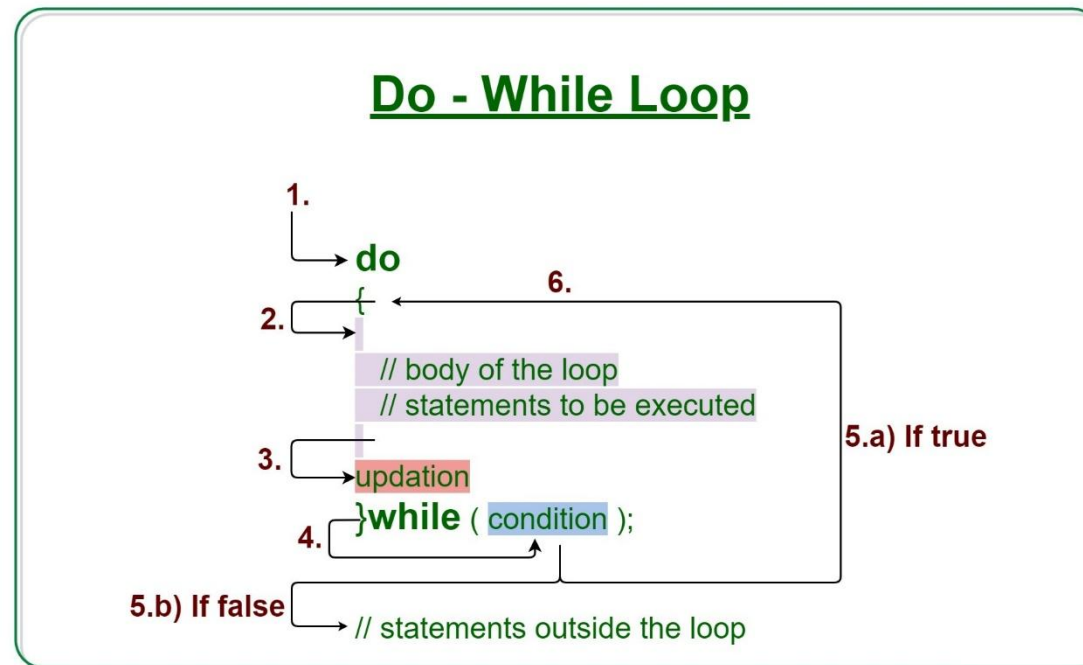 Do - While Loop
1.
do
6.
{
2.
// body of the loop
// statements to be executed
5.a) If true
3.
updation
}while ( condition );
4.
5.b) If false
// statements outside the loop